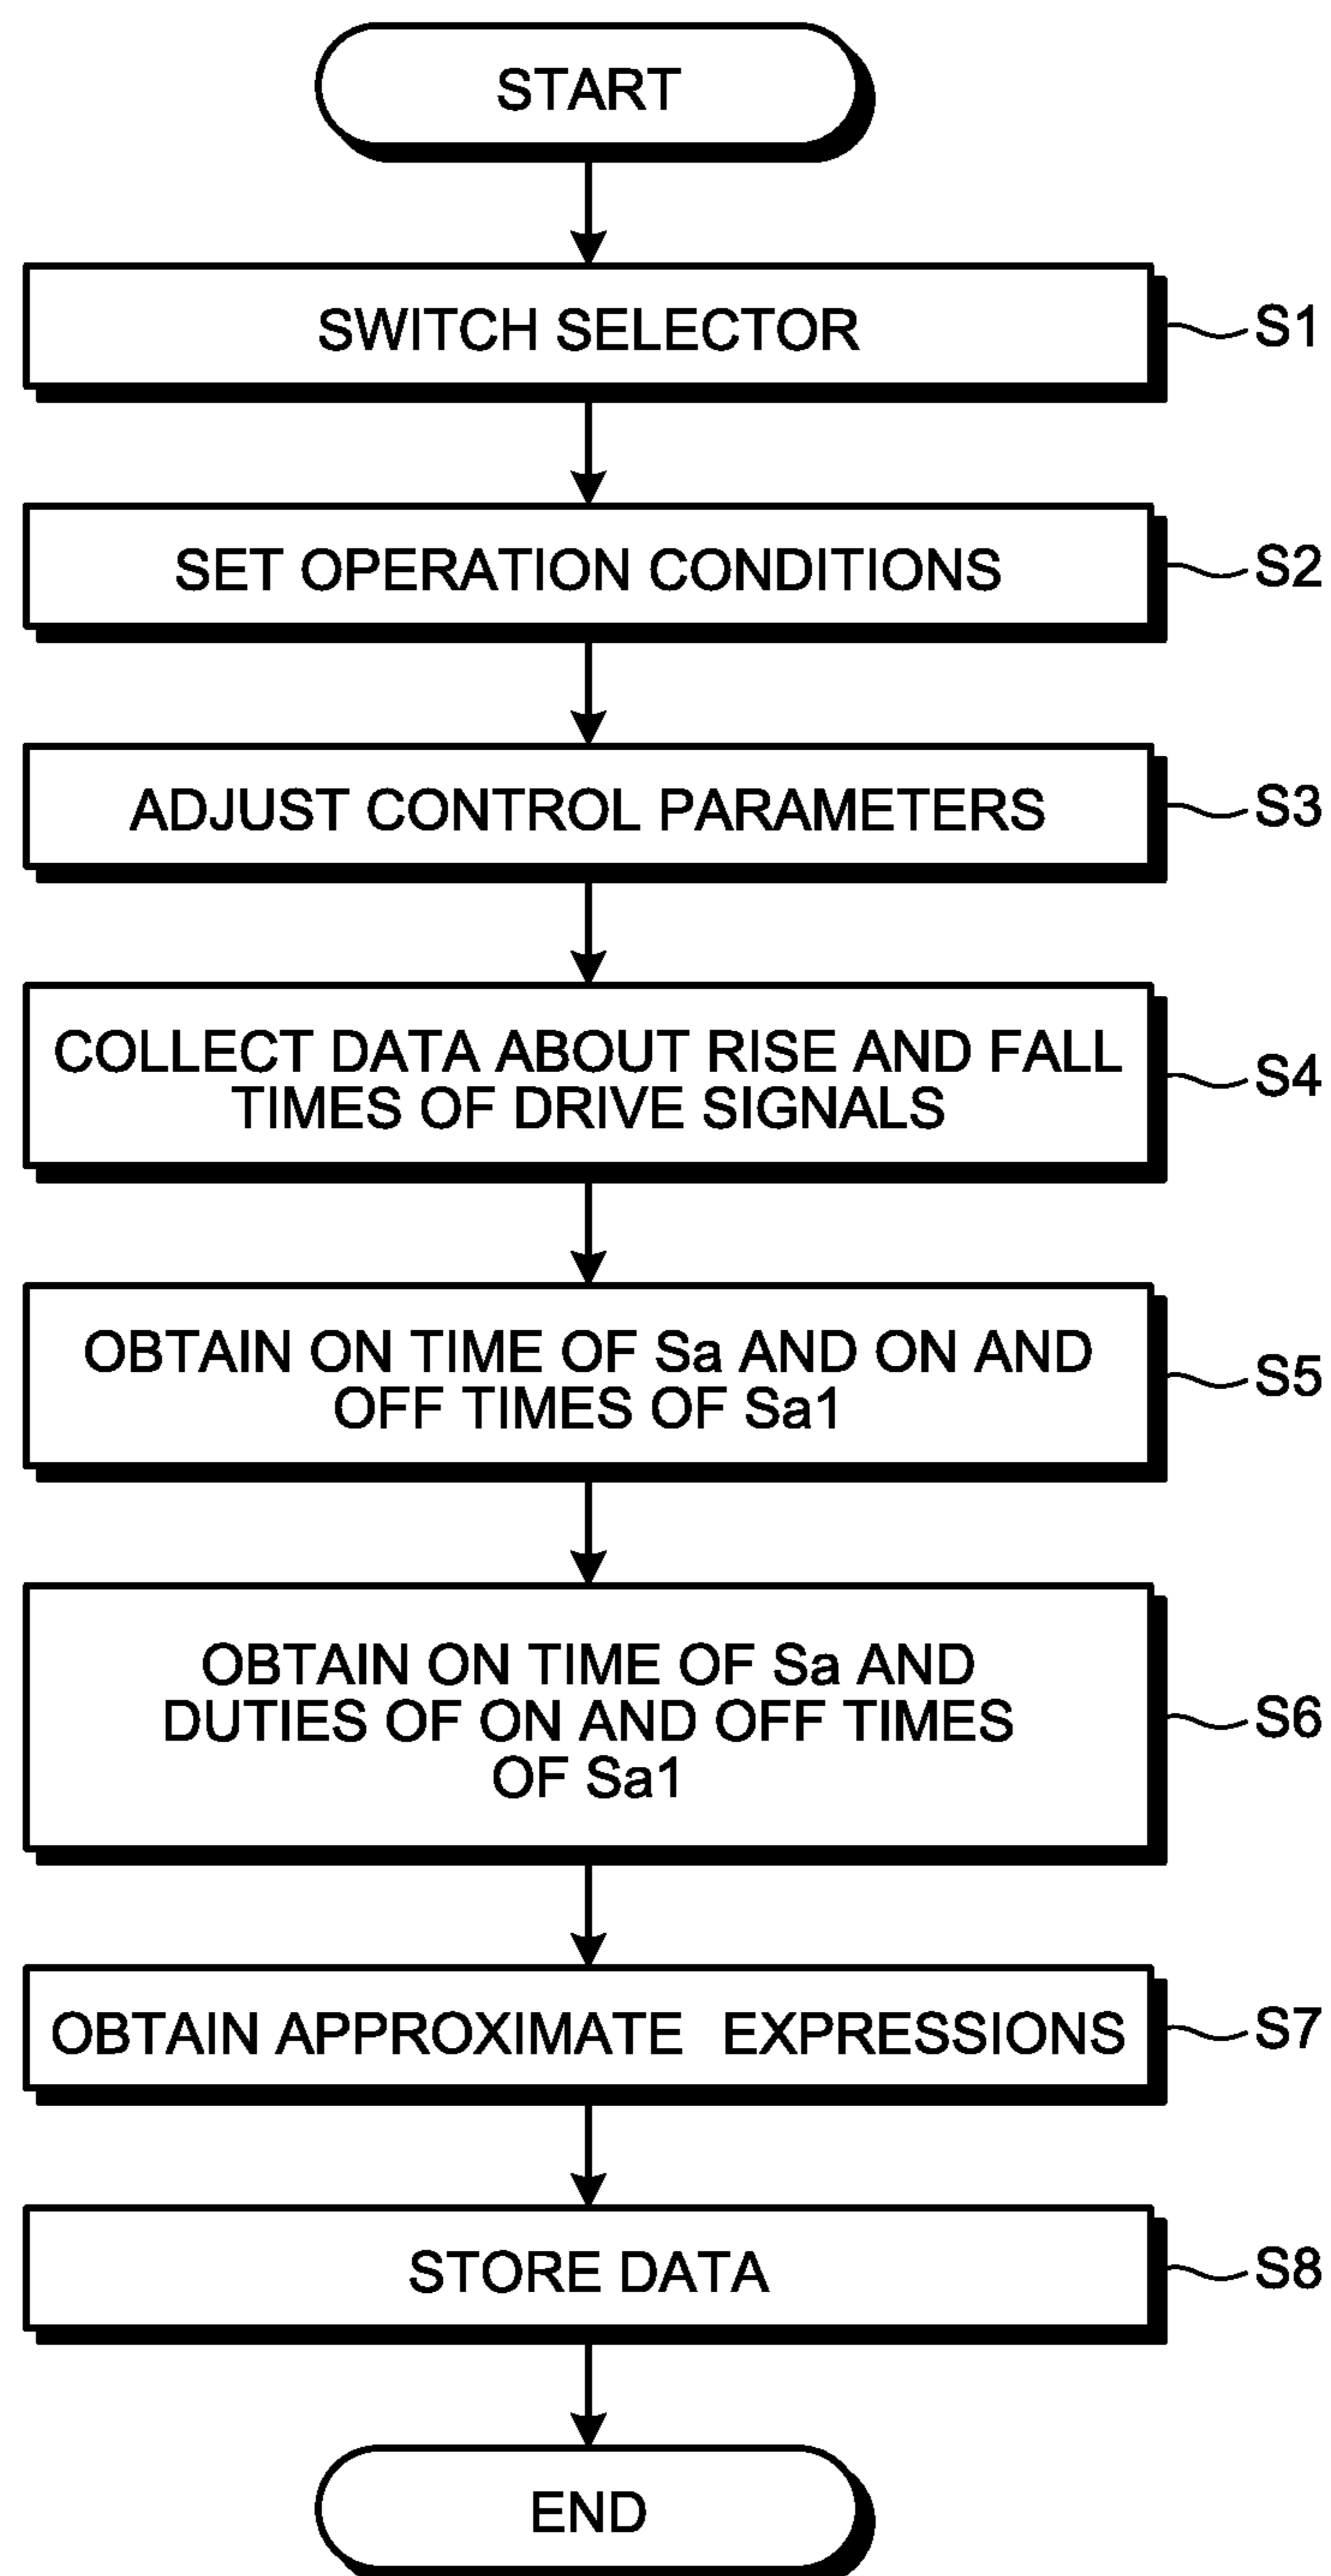 START
SWITCH SELECTOR
S1
SET OPERATION CONDITIONS
S2
ADJUST CONTROL PARAMETERS
S3
COLLECT DATA ABOUT RISE AND FALL
TIMES OF DRIVE SIGNALS
S4
OBTAIN ON TIME OF Sa AND ON AND
OFF TIMES OF Sa1
S5
OBTAIN ON TIME OF Sa AND
DUTIES OF ON AND OFF TIMES
OF Sa1
S6
OBTAIN APPROXIMATE EXPRESSIONS
S7
STORE DATA
S8
END